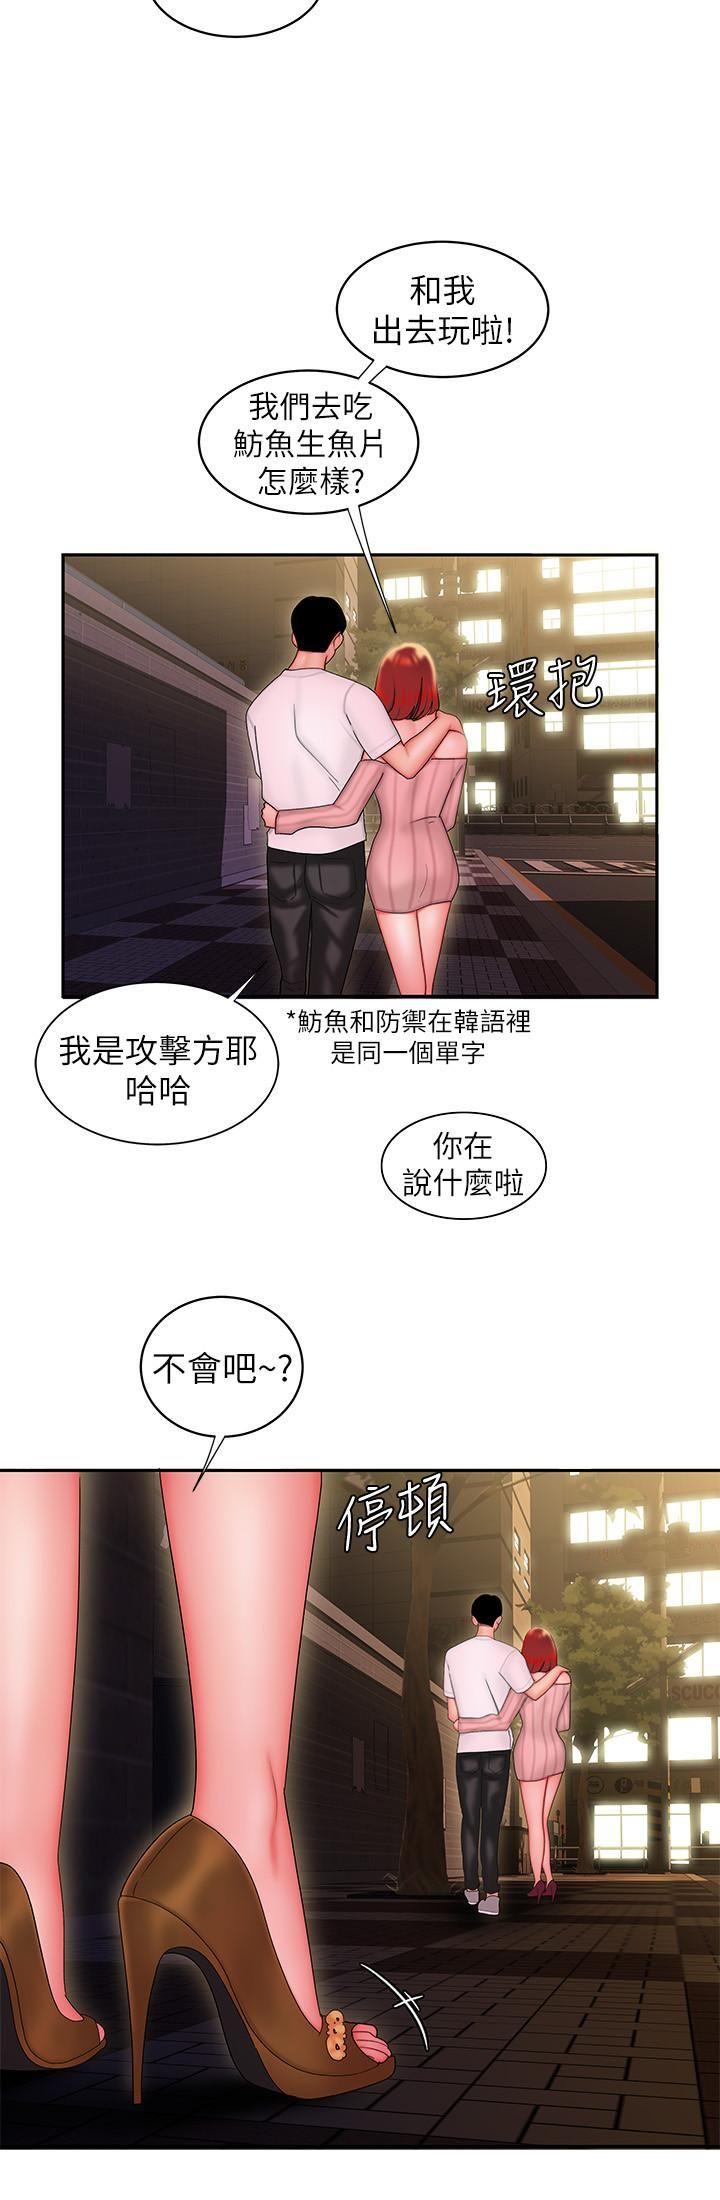 和我
出去玩啦!
我們去吃
魴魚生魚片
怎麼樣?
環抱
我是攻擊方耶
哈哈
*魴魚和防禦在韓語裡
是同一個單字
你在
說什麼啦
不會吧~?
停頓
SCUCC